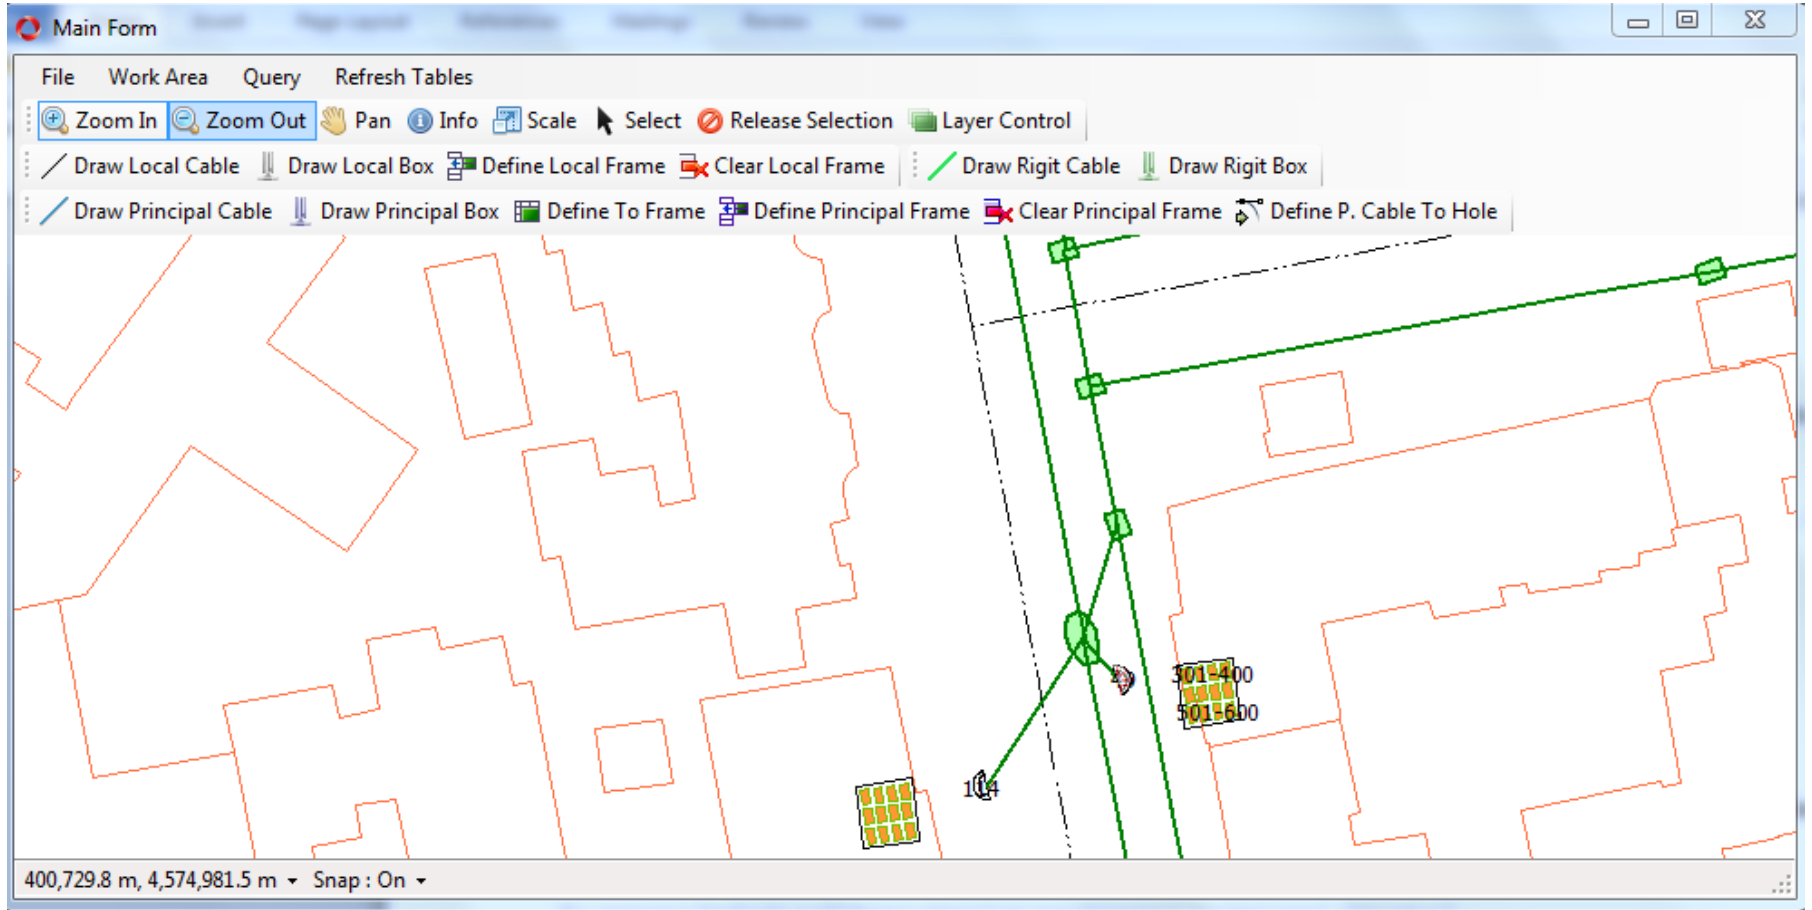 Main Form
File Work Area Query Refresh Tables
Zoom In Zoom Out Pan Info Scale Select Release Selection Layer Control
Draw Local Cable Draw Local Box Define Local Frame Clear Local Frame Draw Rigit Cable Draw Rigit Box
Draw Principal Cable Draw Principal Box Define To Frame Define Principal Frame Clear Principal Frame Define P. Cable To Hole
301-400
501-600
400,729.8 m, 4,574,981.5 m Snap : On